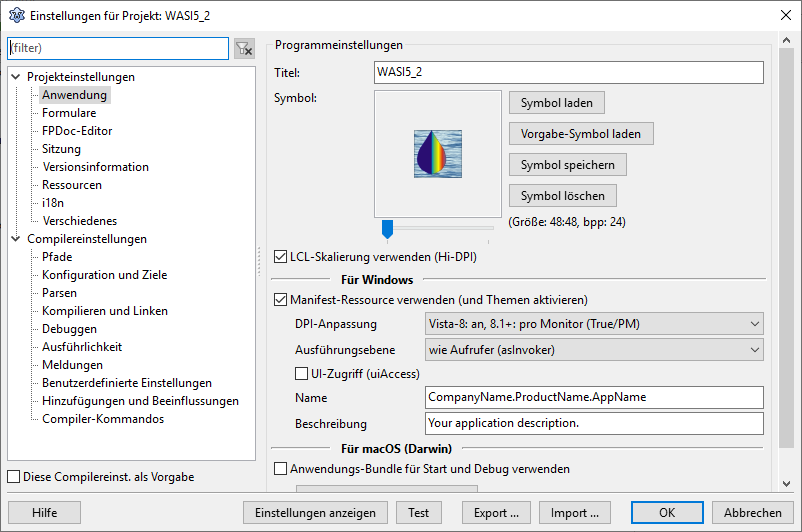 Einstellungen für Projekt: WASI5_2
(filter)
Projekteinstellungen
Anwendung
Formulare
FPDoc-Editor
Sitzung
Versionsinformation
Ressourcen
i18n
Verschiedenes
Compilereinstellungen
Pfade
Konfiguration und Ziele
Parsen
Kompilieren und Linken
Debuggen
Ausführlichkeit
Meldungen
Benutzerdefinierte Einstellungen
Hinzufügungen und Beeinflussungen
Compiler-Kommandos
Diese Compilereinst. als Vorgabe
Programmeinstellungen
Titel: WASI5_2
Symbol:
Symbol laden
Vorgabe-Symbol laden
Symbol speichern
Symbol löschen
(Größe: 48:48, bpp: 24)
LCL-Skalierung verwenden (Hi-DPI)
Für Windows
Manifest-Ressource verwenden (und Themen aktivieren)
DPI-Anpassung Vista-8: an, 8.1+: pro Monitor (True/PM)
Ausführungsebene wie Aufrufer (asInvoker)
UI-Zugriff (uiAccess)
Name CompanyName.ProductName.AppName
Beschreibung Your application description.
Für macOS (Darwin)
Anwendungs-Bundle für Start und Debug verwenden
Hilfe Einstellungen anzeigen Test Export ... Import ... OK Abbrechen